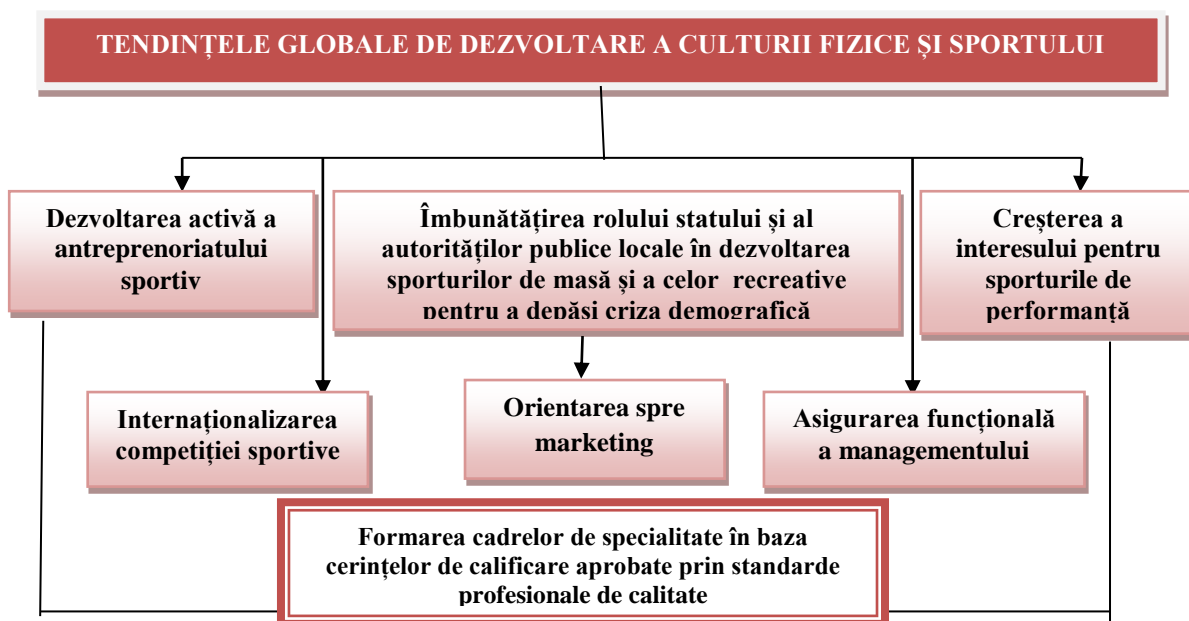 TENDINȚELE GLOBALE DE DEZVOLTARE A CULTURII FIZICE ȘI SPORTULUI
Dezvoltarea activă a
antreprenoriatului
sportiv
Îmbunătățirea rolului statului și al
autorităților publice locale în dezvoltarea
sporturilor de masă și a celor recreative
pentru a depăși criza demografică
Creșterea a
interesului pentru
sporturile de
performanță
Internaționalizarea
competiției sportive
Orientarea spre
marketing
Asigurarea funcțională
a managementului
Formarea cadrelor de specialitate în baza
cerințelor de calificare aprobate prin standarde
profesionale de calitate